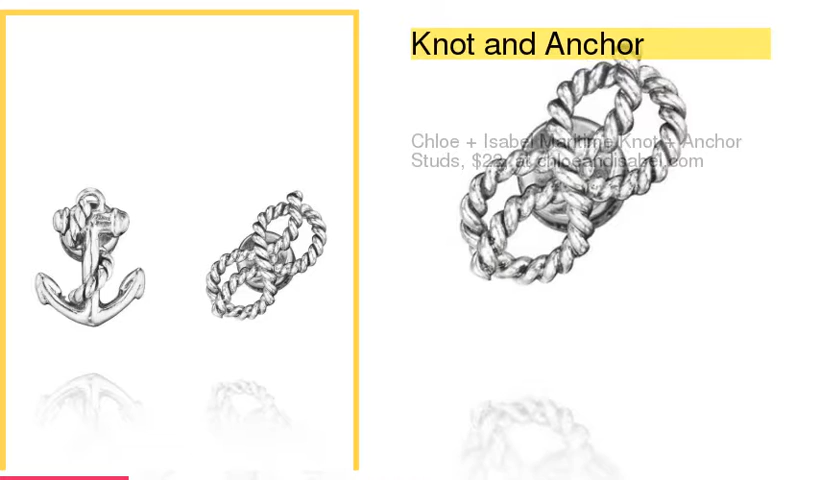 Knot and Anchor
Chloe + Isabel Maritime Knot + Anchor
Studs, $22, at chloeandisabel.com